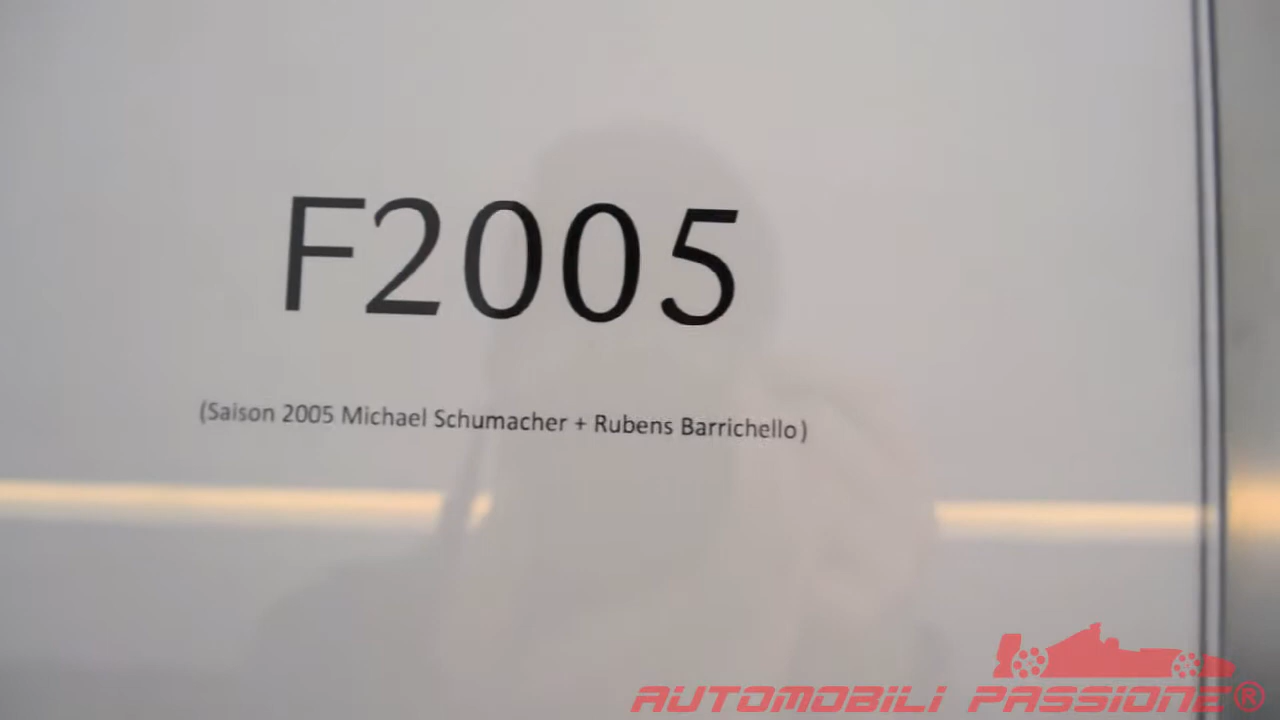 F2005
(Saison 2005 Michael Schumacher + Rubens Barrichello)
AUTOMOBILI PASSIONE®